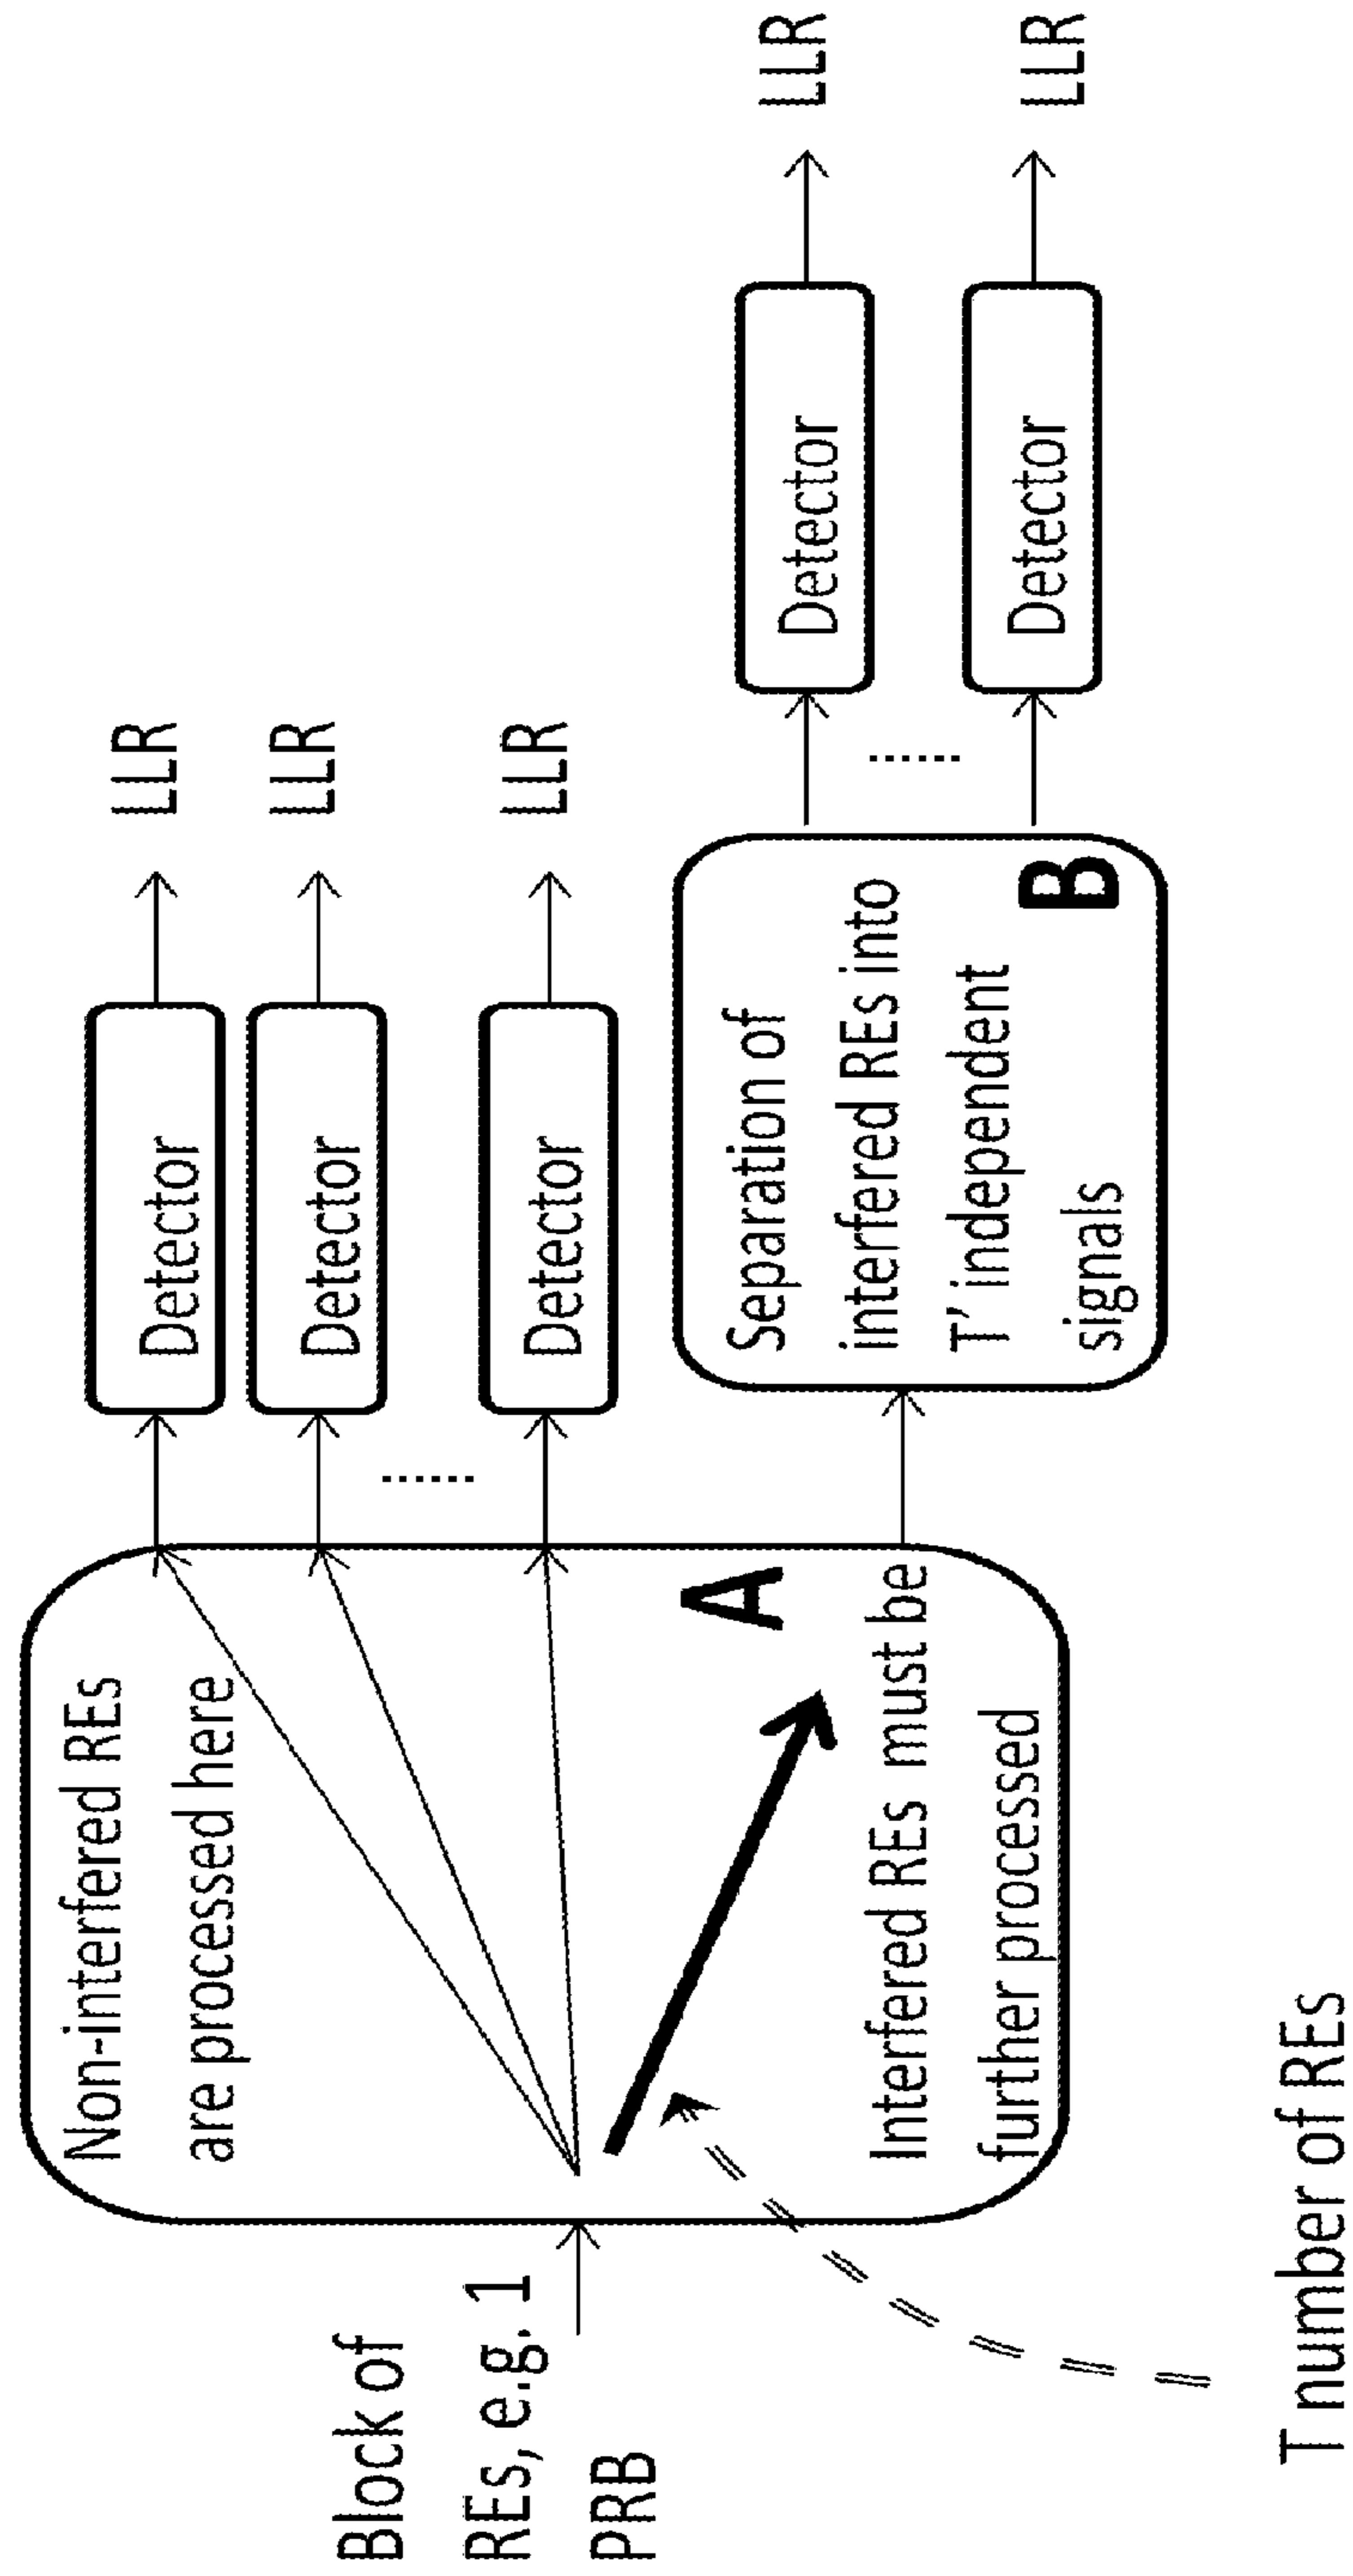 Block of
REs, e.g. 1
PRB
Non-interfered REs
are processed here
A
Interfered REs must be
further processed
T number of REs
Detector
LLR
Detector
LLR
......
Detector
LLR
Separation of
interfered REs into
T' independent
signals
B
Detector
LLR
......
Detector
LLR